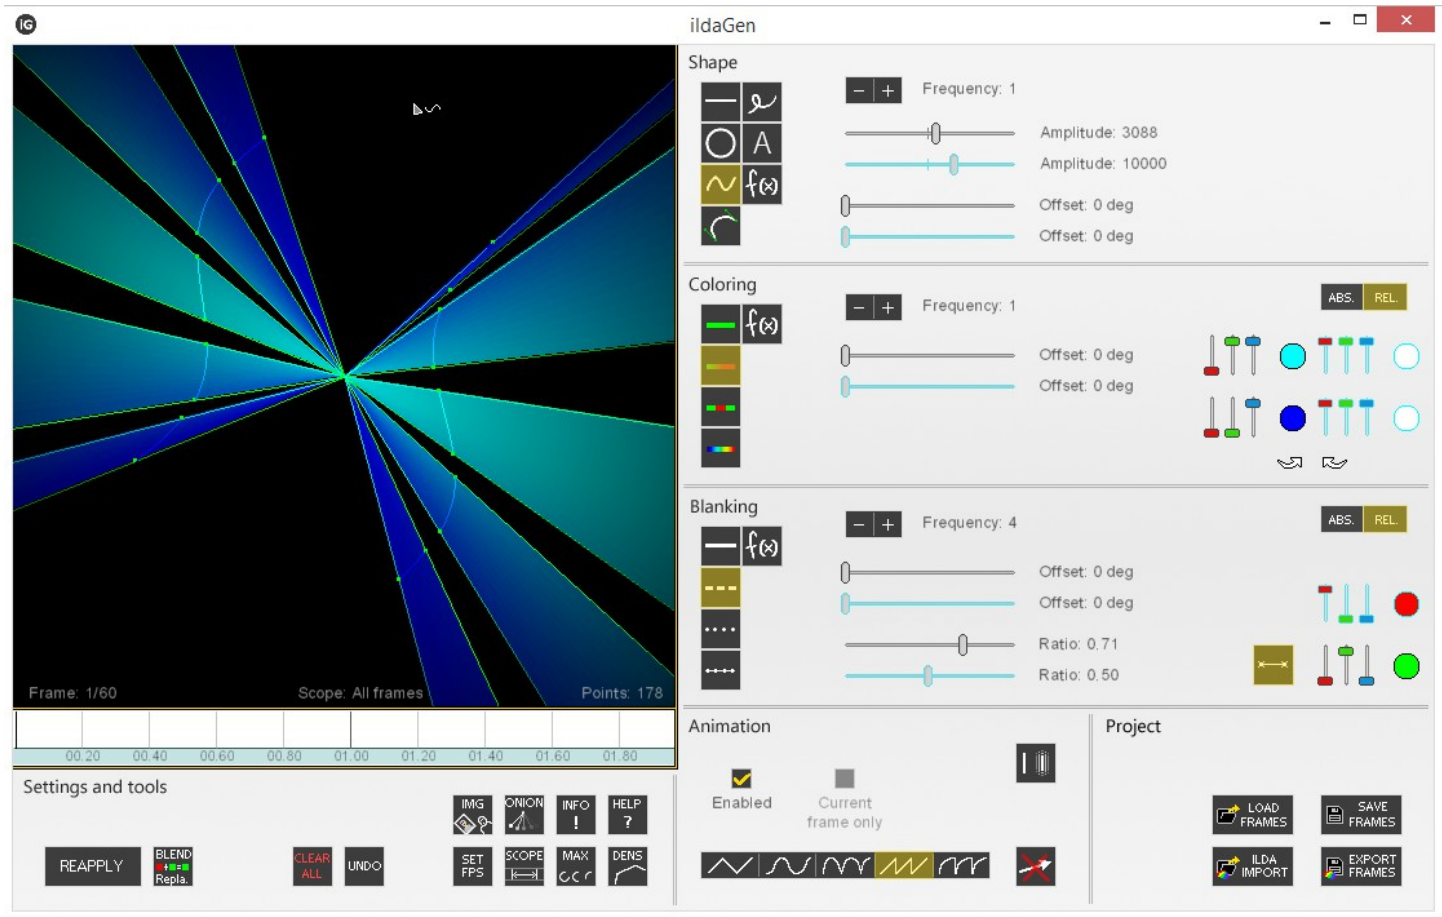 iG
ildaGen
Shape
Frequency: 1
Amplitude: 3088
Amplitude: 10000
A
f(x)
Offset: 0 deg
Offset: 0 deg
Coloring
ABS. REL.
Frequency: 1
f(x)
Offset: 0 deg
Offset: 0 deg
Blanking
ABS. REL.
Frequency: 4
f(x)
Offset: 0 deg
Offset: 0 deg
Ratio: 0.71
Ratio: 0.50
Frame: 1/60 Scope: All frames Points: 178
00.20 00.40 00.60 00.80 01.00 01.20 01.40 01.60 01.80
Settings and tools
IMG ONION INFO ! HELP ?
REAPPLY
BLEND
Repla.
CLEAR ALL
UNDO
SET FPS
SCOPE
MAX
DENS
Animation
Enabled
Current frame only
Project
LOAD FRAMES
SAVE FRAMES
ILDA IMPORT
EXPORT FRAMES